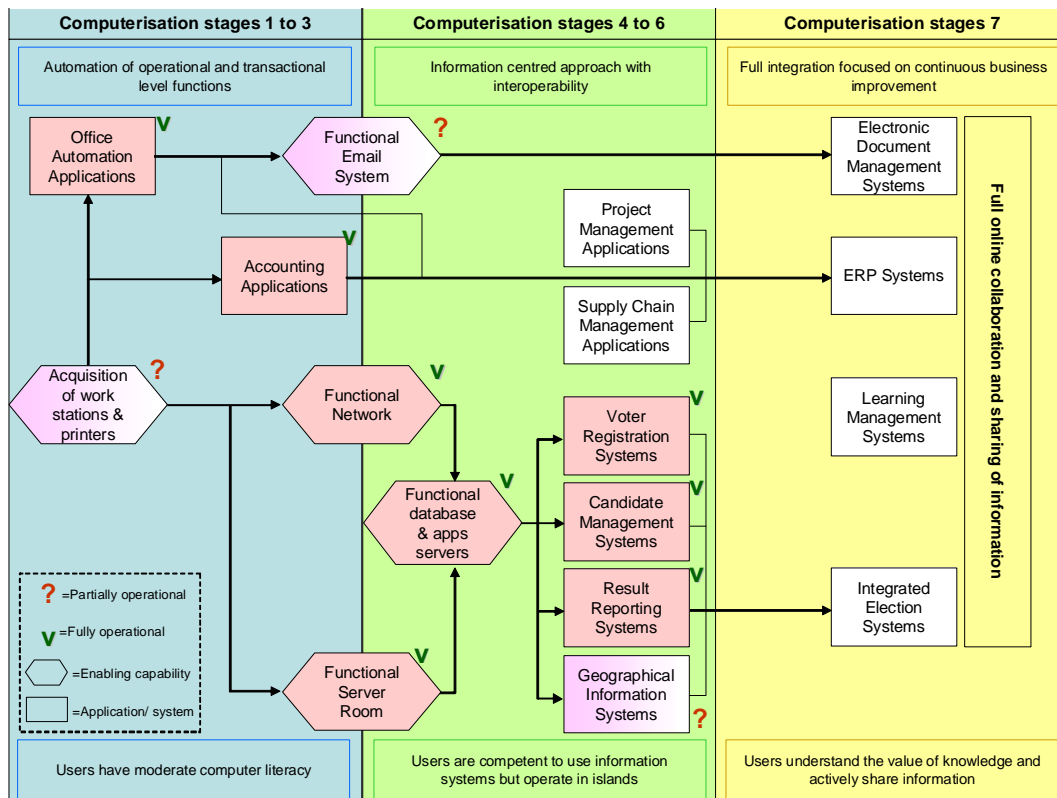 Computerisation stages 1 to 3
Computerisation stages 4 to 6
Computerisation stages 7
Automation of operational and transactional
level functions
Information centred approach with
interoperability
Full integration focused on continuous business
improvement
V
?
Office
Automation
Applications
Functional
Email
System
Electronic
Document
Management
Systems
Project
Management
Applications
V
Accounting
Applications
ERP Systems
Supply Chain
Management
Applications
?
Acquisition
of work
stations &
printers
V
Functional
Network
V
Voter
Registration
Systems
Learning
Management
Systems
Full online collaboration and sharing of information
V
Functional
database
& apps
servers
V
Candidate
Management
Systems
V
Result
Reporting
Systems
Integrated
Election
Systems
V
Functional
Server
Room
Geographical
Information
Systems
?
? =Partially operational
V =Fully operational
=Enabling capability
=Application/ system
Users have moderate computer literacy
Users are competent to use information
systems but operate in islands
Users understand the value of knowledge and
actively share information